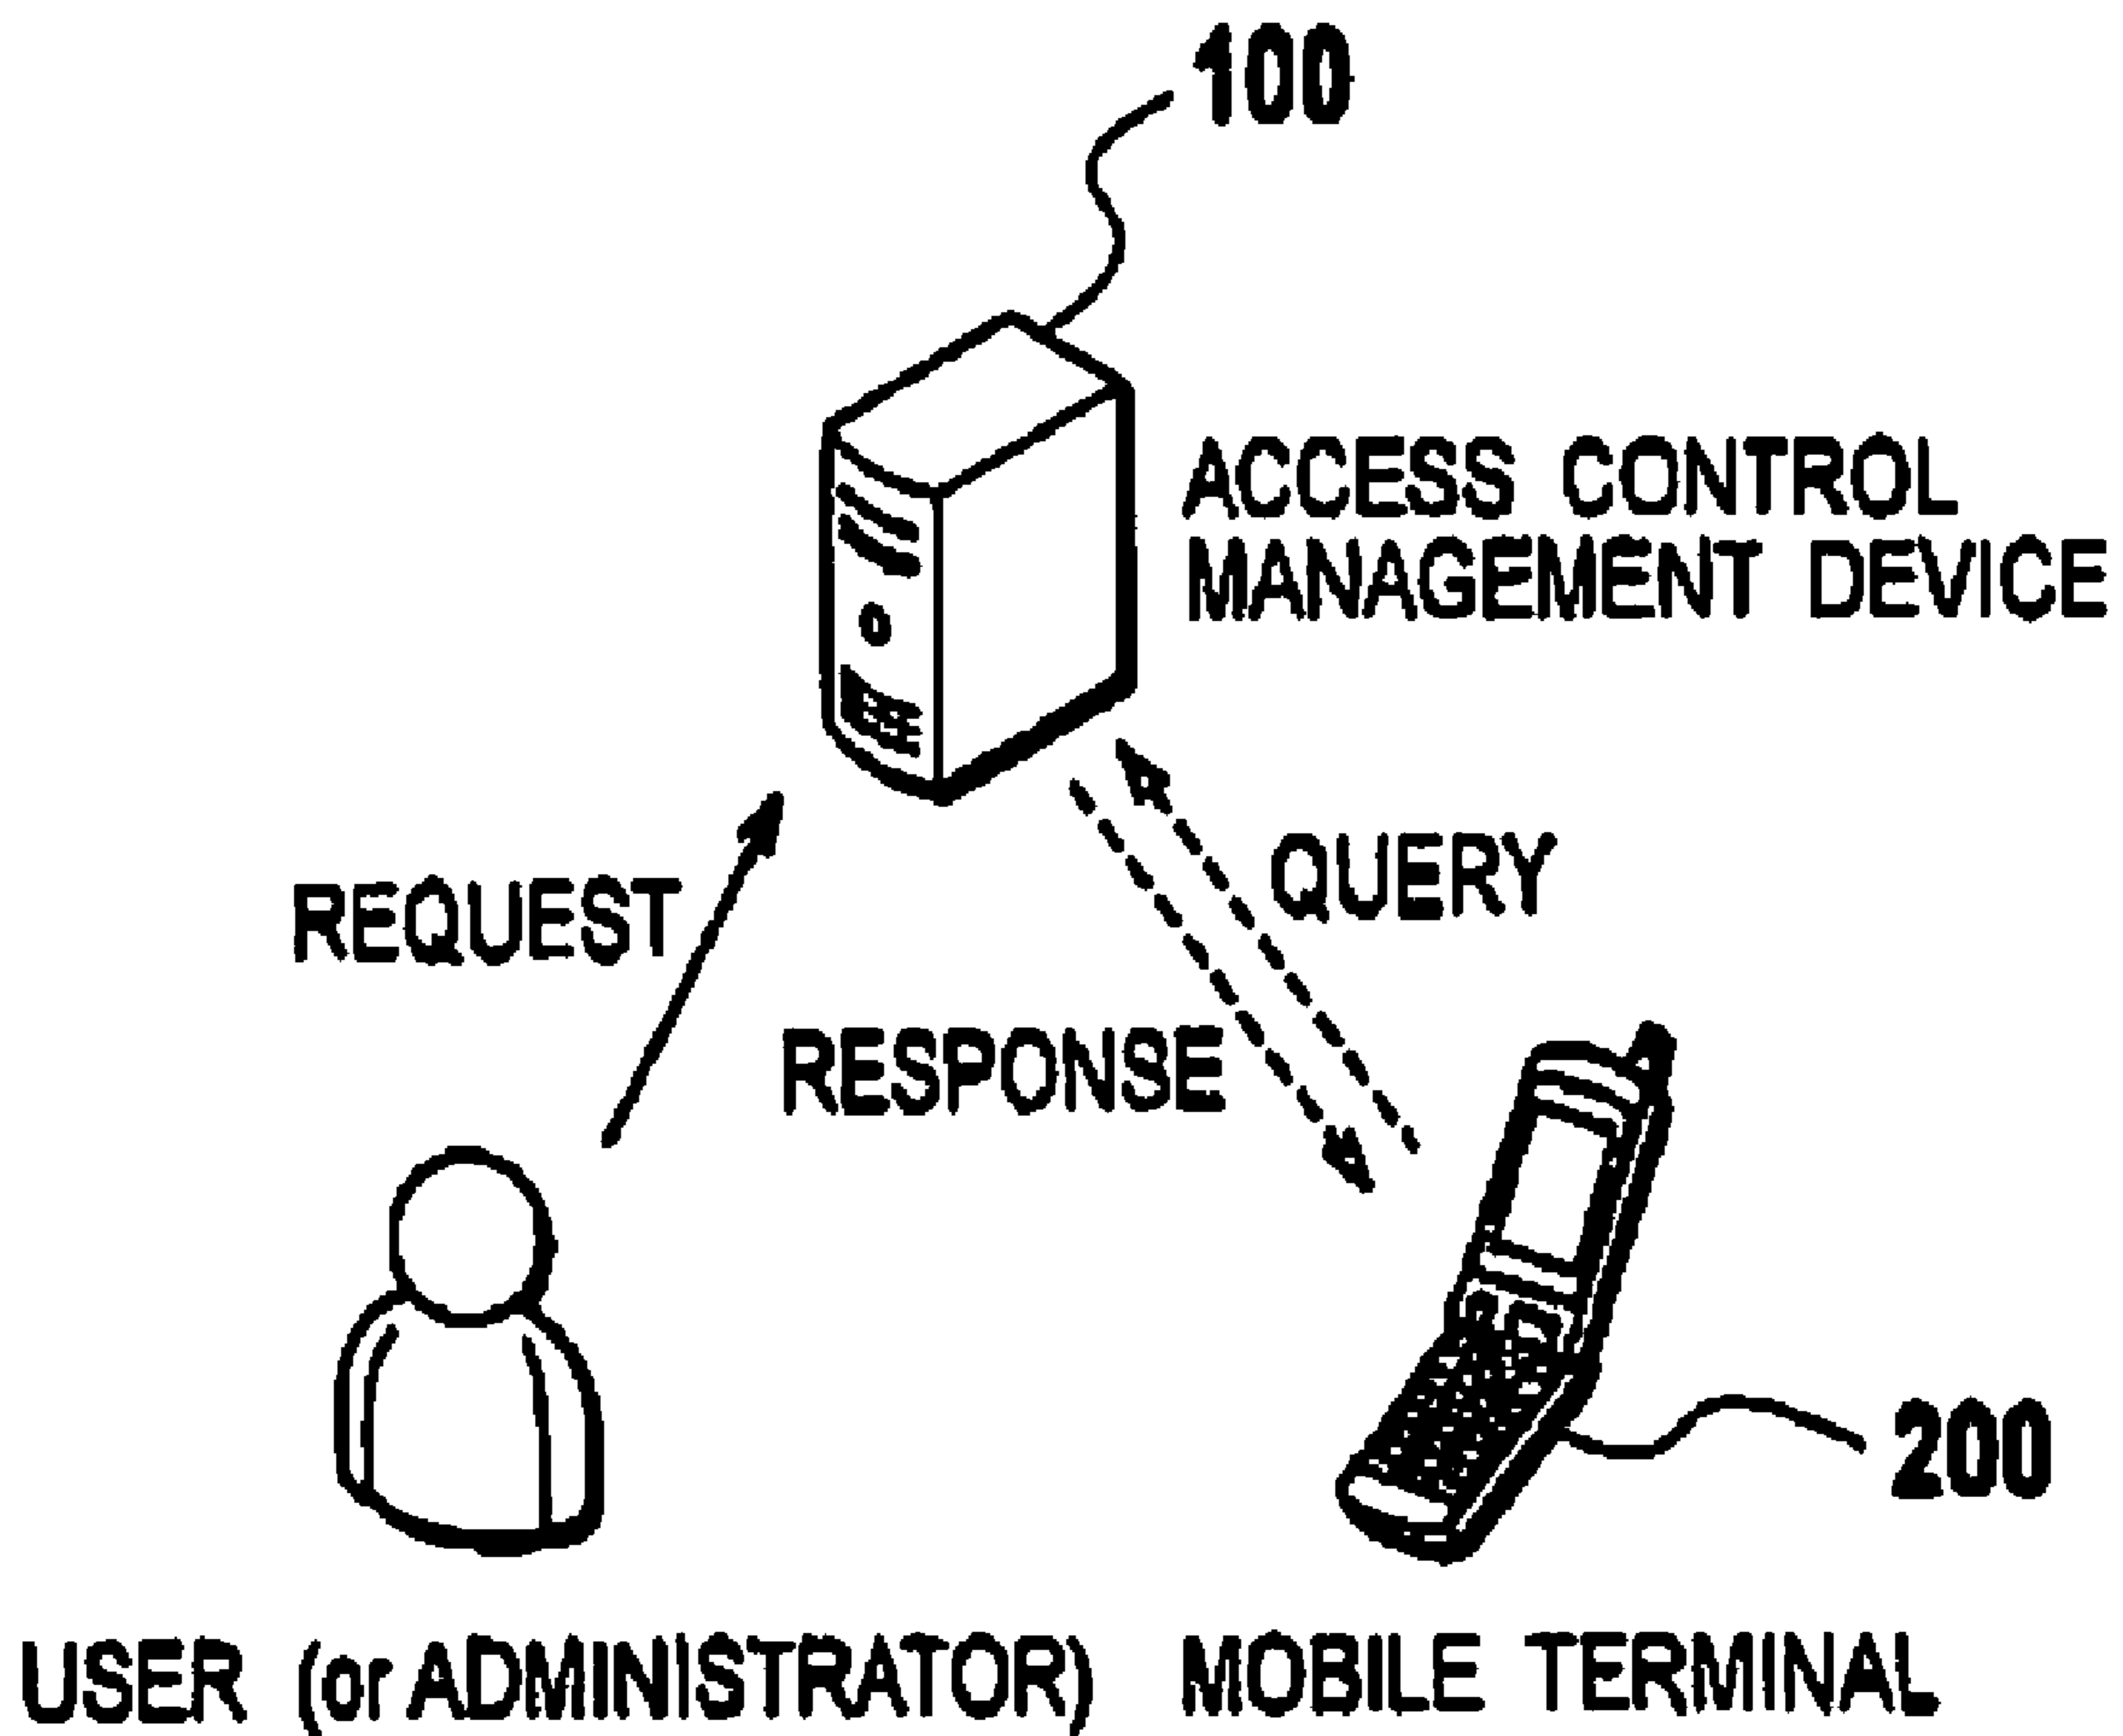 100
ACCESS CONTROL
MANAGEMENT DEVICE
REQUEST
QUERY
RESPONSE
200
USER (or ADMINISTRATOR)
MOBILE TERMINAL